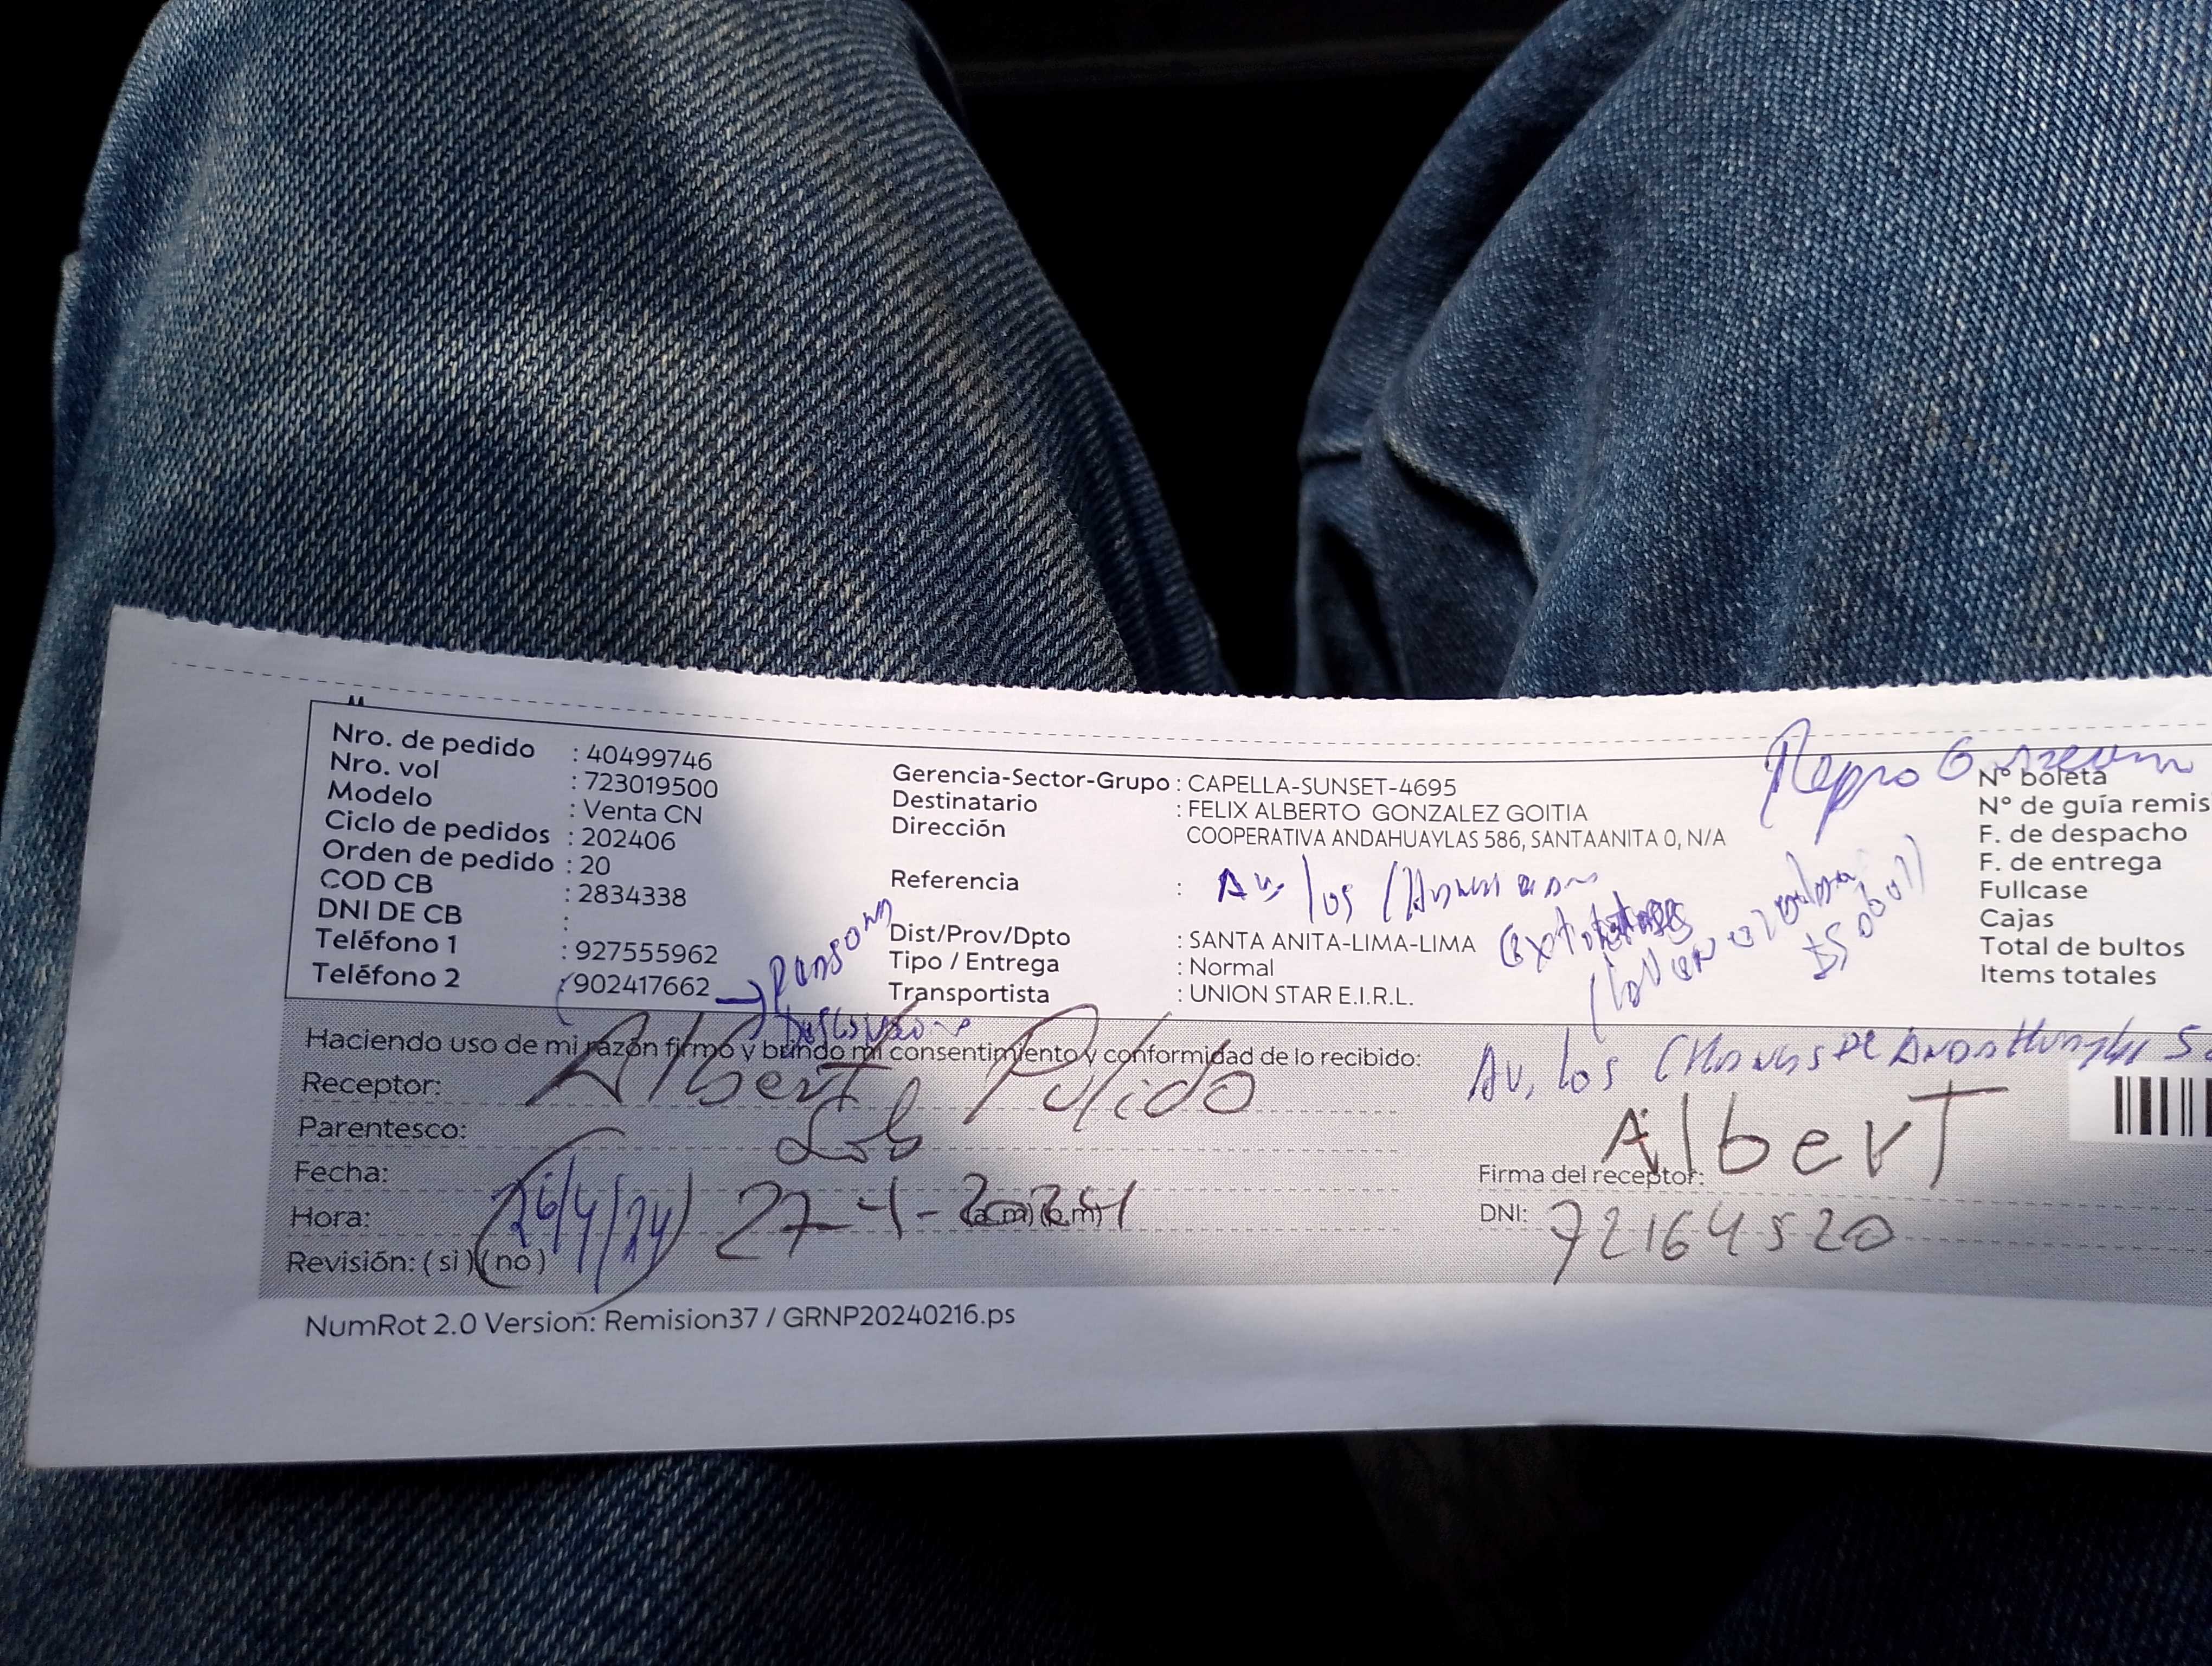 Nro. de pedido : 40499746
Nro. vol : 723019500
Modelo : Venta CN
Ciclo de pedidos : 202406
Orden de pedido : 20
COD CB : 2834338
DNI DE CB :
Teléfono 1 : 927555962
Teléfono 2 902417662
Gerencia-Sector-Grupo : CAPELLA-SUNSET-4695
Destinatario : FELIX ALBERTO GONZALEZ GOITIA
Dirección COOPERATIVA ANDAHUAYLAS 586, SANTAANITA 0, N/A
Referencia : Av. los
Dist/Prov/Dpto : SANTA ANITA-LIMA-LIMA
Tipo / Entrega : Normal
Transportista : UNION STAR E.I.R.L.
N° boleta
N° de guía remis
F. de despacho
F. de entrega
Fullcase
Cajas
Total de bultos
Items totales
Haciendo uso de mi razón firmo y brindo mi consentimiento y conformidad de lo recibido:
Av. los
Receptor: Albert Pulido
Parentesco:
Fecha:
Hora: (26/4/24) 27-4-2024 (a.m) (p.m)
Revisión: (si) (no)
Albert
Firma del receptor:
DNI: 72164520
NumRot 2.0 Version: Remision37 / GRNP20240216.ps